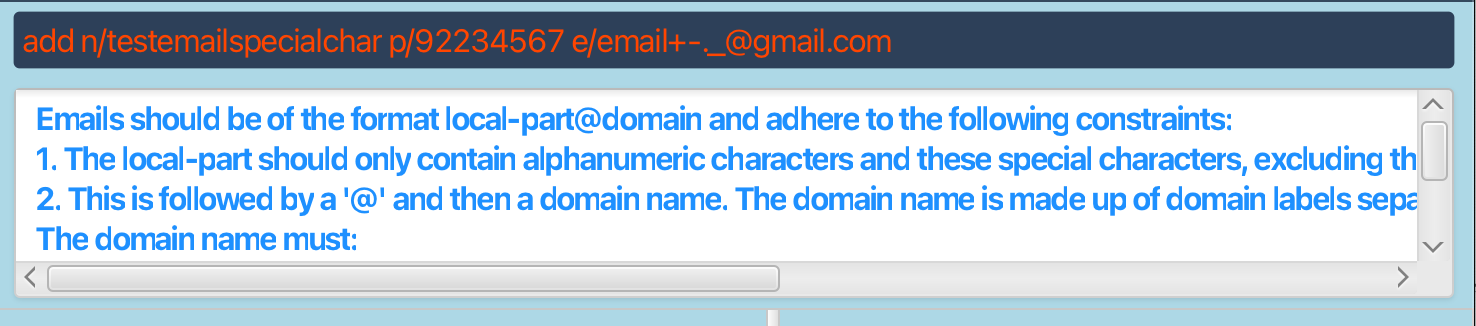 add n/testemailspecialchar p/92234567 e/email+-._@gmail.com
Emails should be of the format local-part@domain and adhere to the following constraints:
1. The local-part should only contain alphanumeric characters and these special characters, excluding th
2. This is followed by a '@' and then a domain name. The domain name is made up of domain labels sepa
The domain name must: